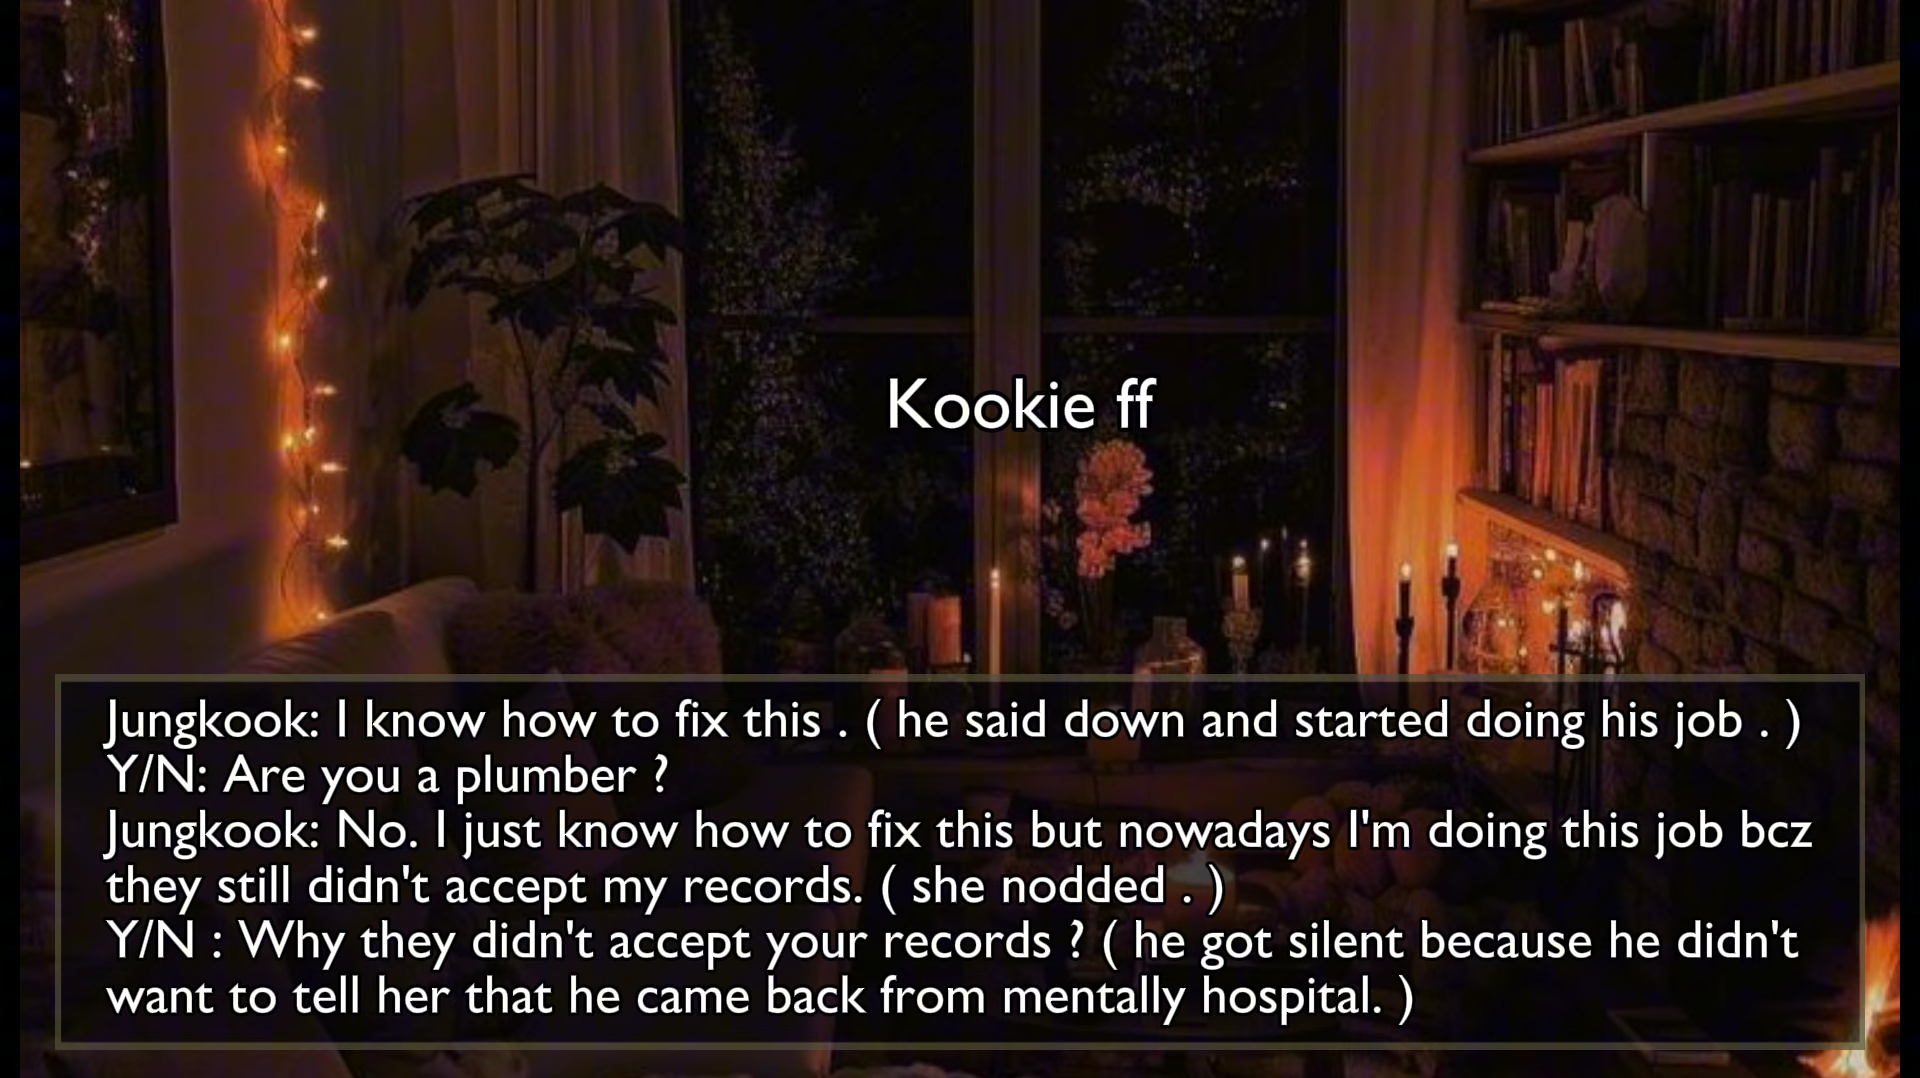 Kookie ff
Jungkook: I know how to fix this . ( he said down and started doing his job . )
Y/N: Are you a plumber ?
Jungkook: No. I just know how to fix this but nowadays I'm doing this job bcz
they still didn't accept my records. ( she nodded . )
Y/N : Why they didn't accept your records ? ( he got silent because he didn't
want to tell her that he came back from mentally hospital. )